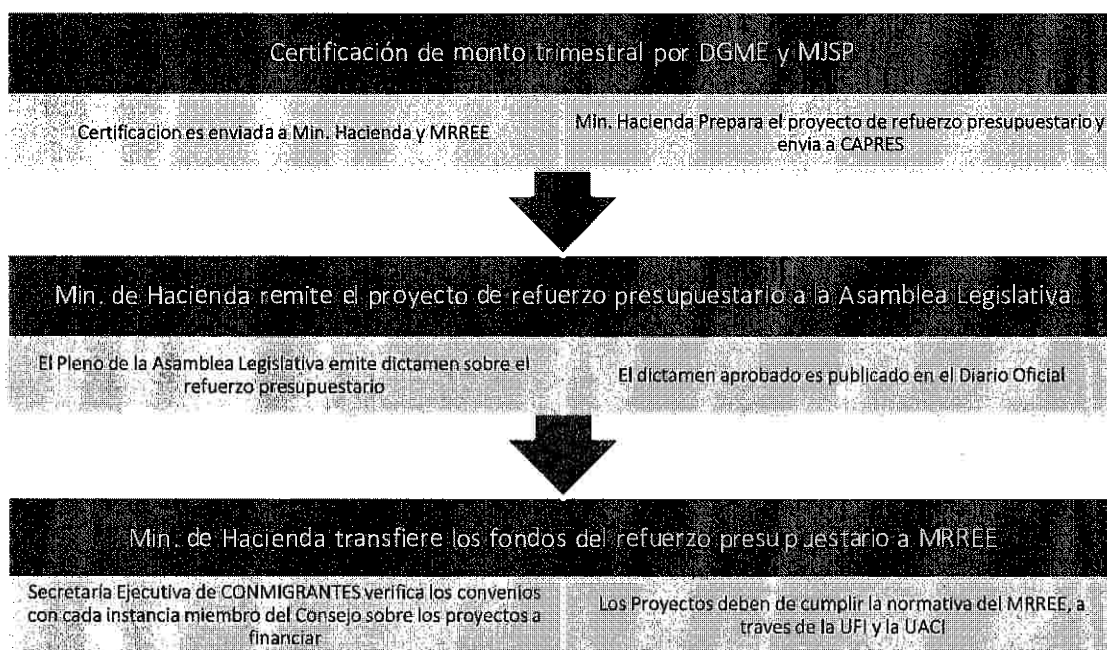 Certificación de monto trimestral por DGME y MJSP
Certificacion es enviada a Min. Hacienda y MRREE
Min. Hacienda Prepara el proyecto de refuerzo presupuestario y
envia a CAPRES
Min. de Hacienda remite el proyecto de refuerzo presupuestario a la Asamblea Legislativa
El Pleno de la Asamblea Legislativa emite dictamen sobre el
refuerzo presupuestario
El dictamen aprobado es publicado en el Diario Oficial
Min. de Hacienda transfiere los fondos del refuerzo presupuestario a MRREE
Secretaría Ejecutiva de CONMIGRANTES verifica los convenios
con cada instancia miembro del Consejo sobre los proyectos a
financiar
Los Proyectos deben de cumplir la normativa del MRREE, a
traves de la UFI y la UACI